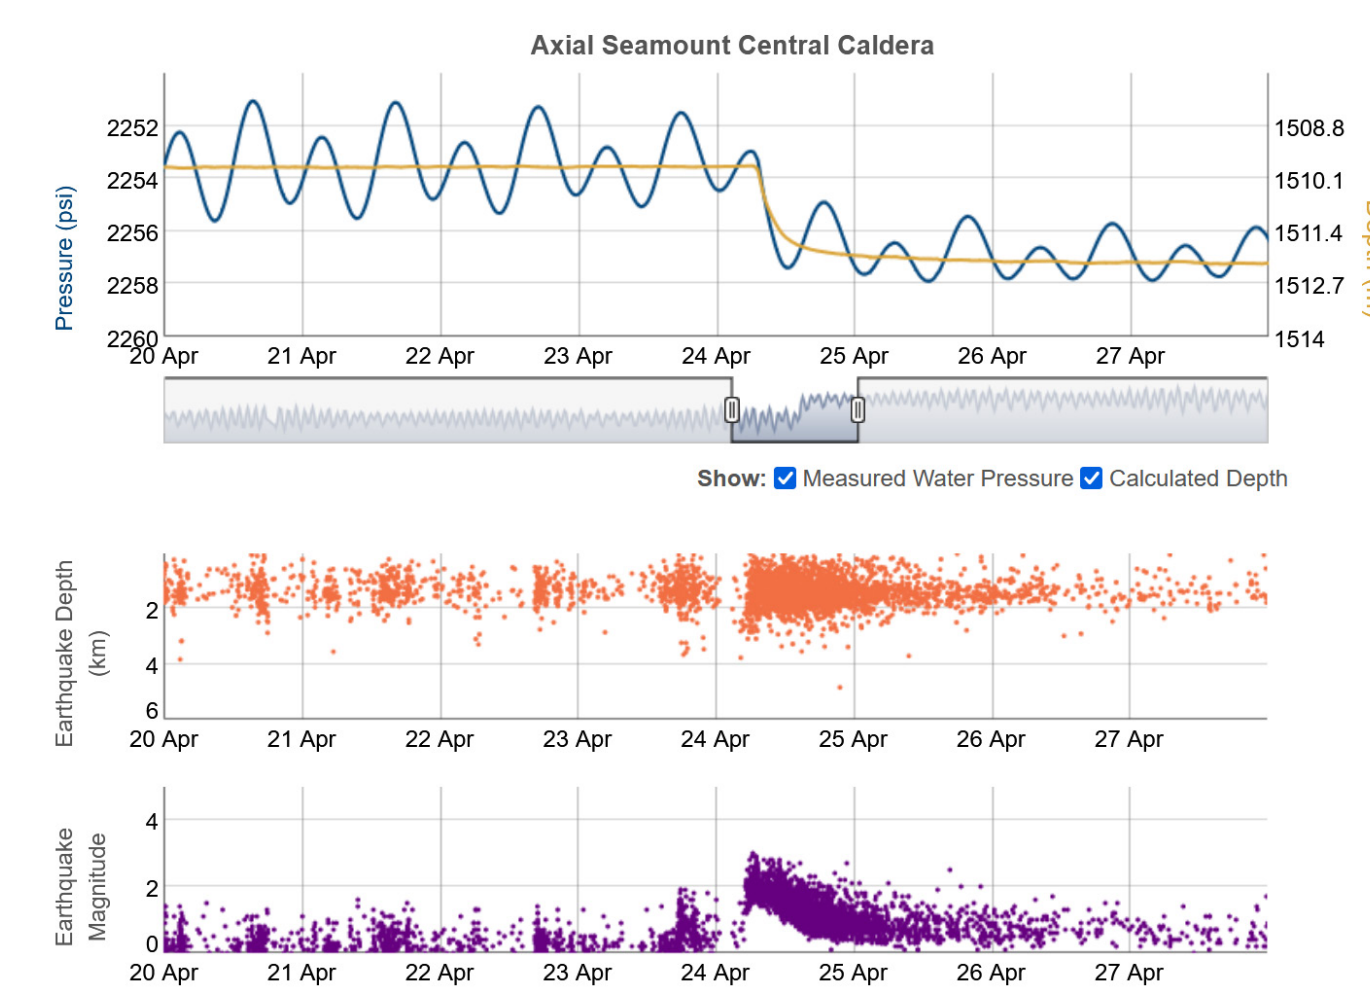 Axial Seamount Central Caldera
Pressure (psi)
2252
2254
2256
2258
2260
1508.8
1510.1
1511.4
1512.7
1514
20 Apr 21 Apr 22 Apr 23 Apr 24 Apr 25 Apr 26 Apr 27 Apr
Show: Measured Water Pressure Calculated Depth
Earthquake Depth
(km)
2
4
6
20 Apr 21 Apr 22 Apr 23 Apr 24 Apr 25 Apr 26 Apr 27 Apr
Earthquake
Magnitude
4
2
0
20 Apr 21 Apr 22 Apr 23 Apr 24 Apr 25 Apr 26 Apr 27 Apr